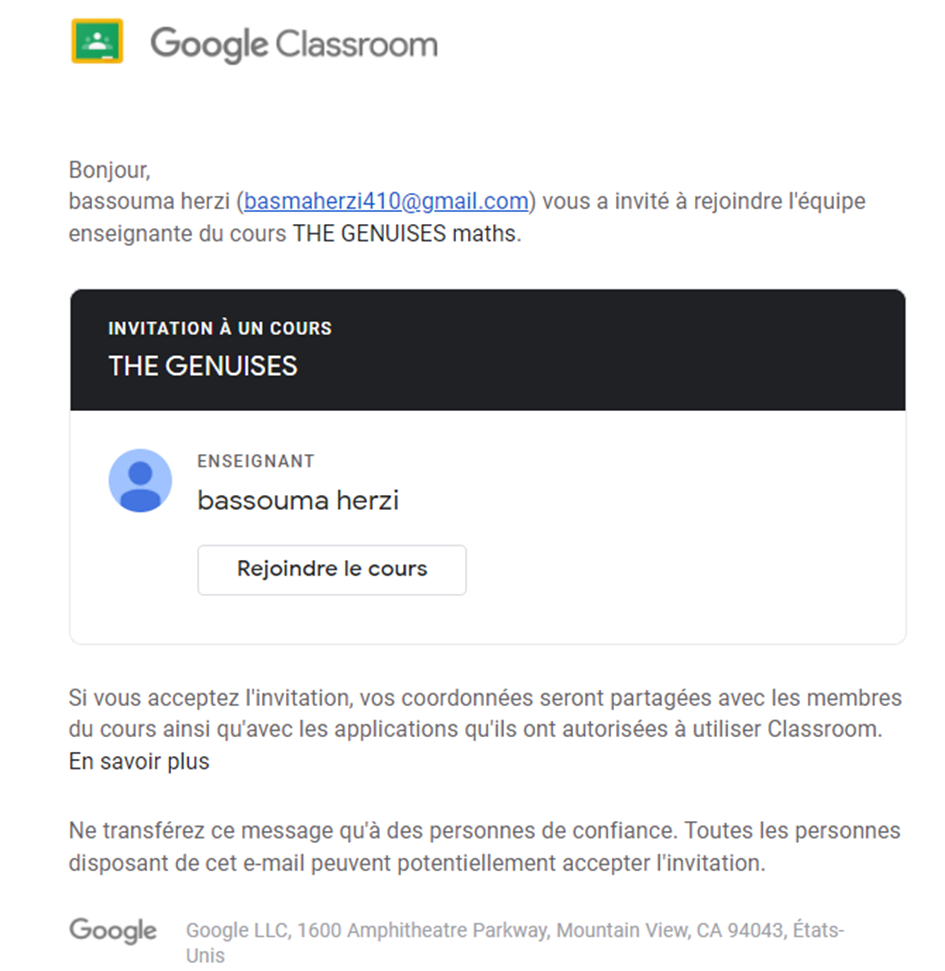 Google Classroom
Bonjour,
bassouma herzi (basmaherzi410@gmail.com) vous a invité à rejoindre l'équipe
enseignante du cours THE GENUISES maths.
INVITATION À UN COURS
THE GENUISES
ENSEIGNANT
bassouma herzi
Rejoindre le cours
Si vous acceptez l'invitation, vos coordonnées seront partagées avec les membres
du cours ainsi qu'avec les applications qu'ils ont autorisées à utiliser Classroom.
En savoir plus
Ne transférez ce message qu'à des personnes de confiance. Toutes les personnes
disposant de cet e-mail peuvent potentiellement accepter l'invitation.
Google Google LLC, 1600 Amphitheatre Parkway, Mountain View, CA 94043, États-
Unis